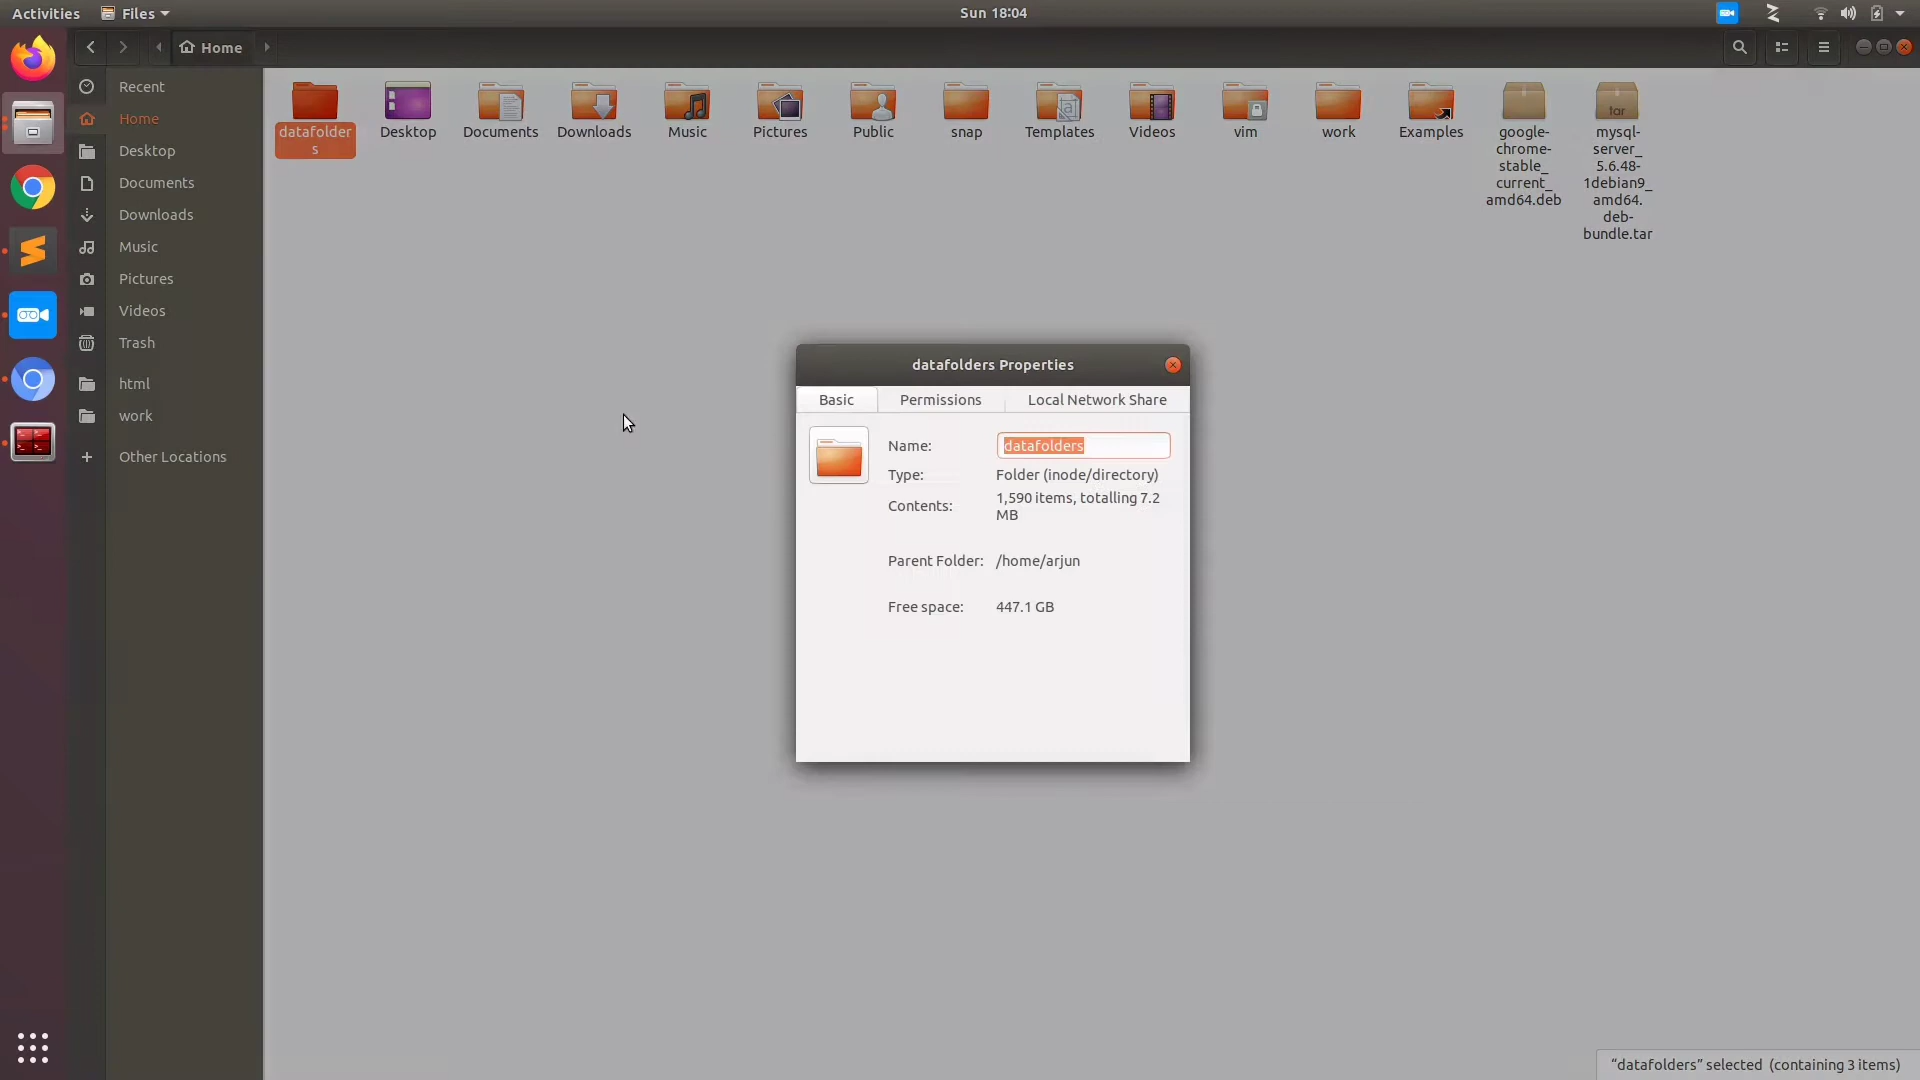 Activities
Files
Sun 18:04
Home
Recent
Home
Desktop
Documents
Downloads
Music
Pictures
Videos
Trash
html
work
Other Locations
datafolder
s
Desktop
Documents
Downloads
Music
Pictures
Public
snap
Templates
Videos
vim
work
Examples
google-
chrome-
stable_
current_
amd64.deb
tar
mysql-
server_
5.6.48-
1debian9_
amd64.
deb-
bundle.tar
datafolders Properties
Basic
Permissions
Local Network Share
Name: datafolders
Type: Folder (inode/directory)
Contents: 1,590 items, totalling 7.2
MB
Parent Folder: /home/arjun
Free space: 447.1 GB
“datafolders” selected (containing 3 items)